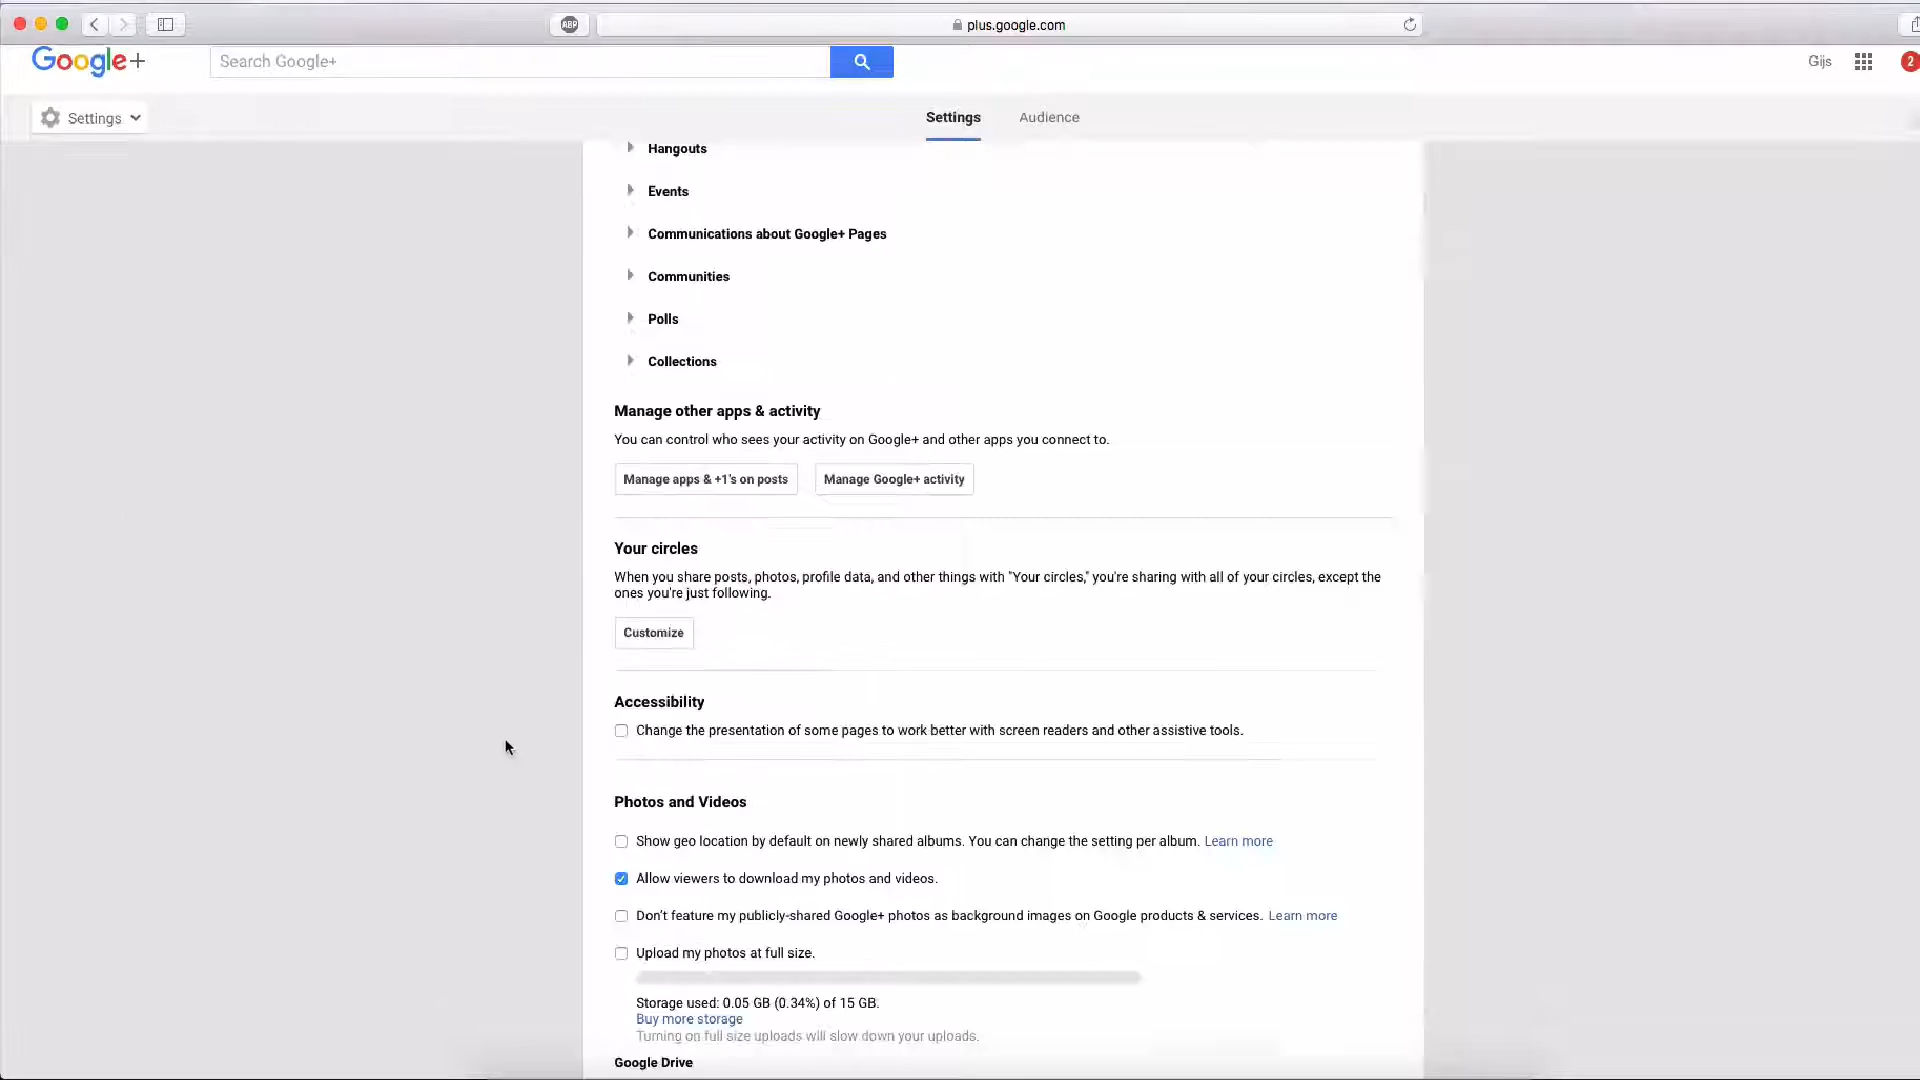 ABP
plus.google.com
Google+
Search Google+
Gijs
2
Settings
Settings
Audience
Hangouts
Events
Communications about Google+ Pages
Communities
Polls
Collections
Manage other apps & activity
You can control who sees your activity on Google+ and other apps you connect to.
Manage apps & +1's on posts
Manage Google+ activity
Your circles
When you share posts, photos, profile data, and other things with "Your circles," you're sharing with all of your circles, except the
ones you're just following.
Customize
Accessibility
Change the presentation of some pages to work better with screen readers and other assistive tools.
Photos and Videos
Show geo location by default on newly shared albums. You can change the setting per album. Learn more
Allow viewers to download my photos and videos.
Don't feature my publicly-shared Google+ photos as background images on Google products & services. Learn more
Upload my photos at full size.
Storage used: 0.05 GB (0.34%) of 15 GB.
Buy more storage
Turning on full size uploads will slow down your uploads.
Google Drive